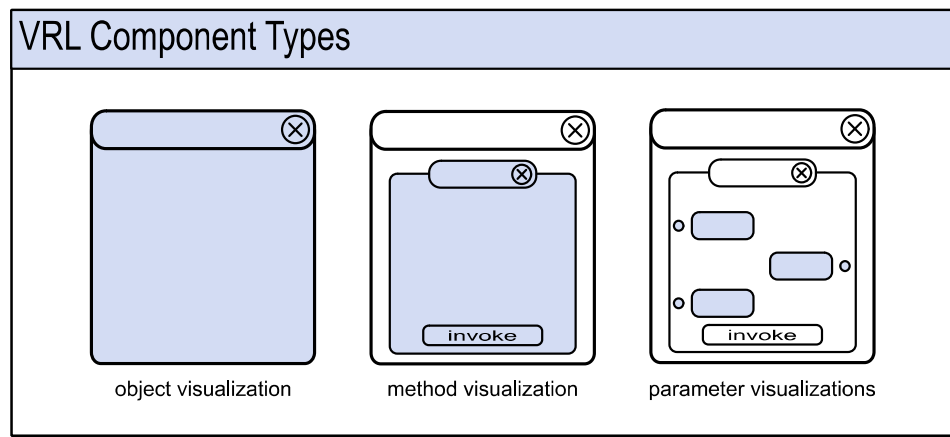 VRL Component Types
invoke
invoke
object visualization
method visualization
parameter visualizations